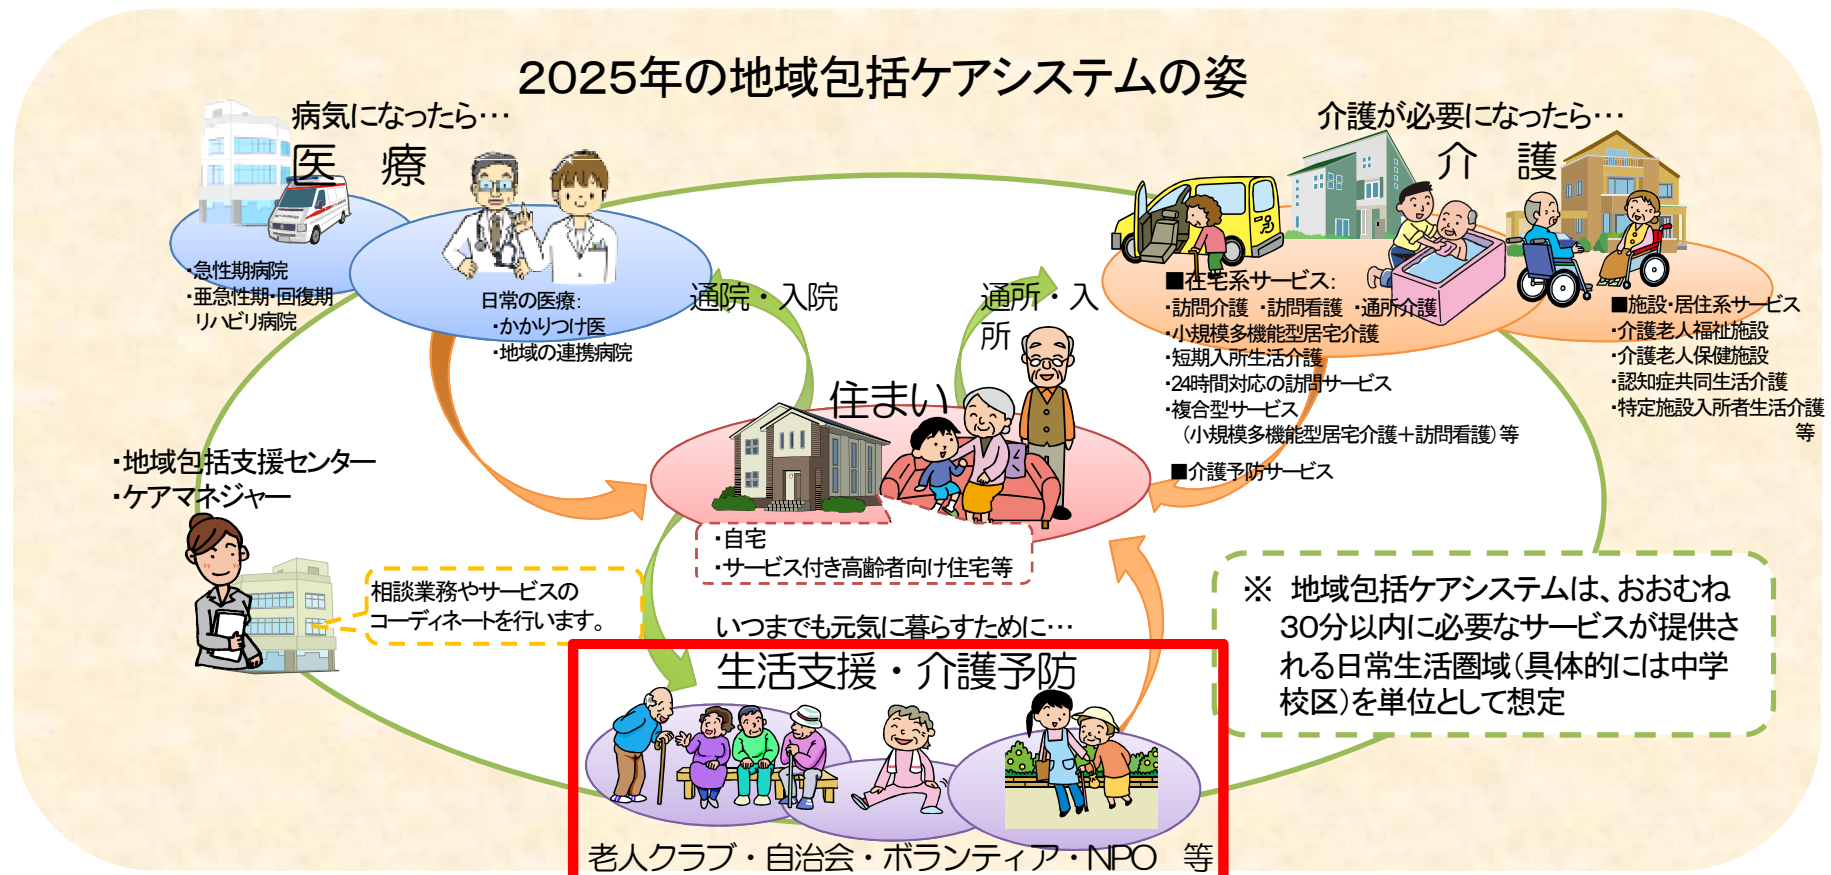 2025年の地域包括ケアシステムの姿
病気になったら…
医 療
・急性期病院
・亜急性期・回復期
リハビリ病院
日常の医療：
・かかりつけ医
・地域の連携病院
通院・入院
通所・入
所
介護が必要になったら…
介 護
■在宅系サービス：
・訪問介護 ・訪問看護 ・通所介護
・小規模多機能型居宅介護
・短期入所生活介護
・24時間対応の訪問サービス
・複合型サービス
（小規模多機能型居宅介護＋訪問看護）等
■介護予防サービス
■施設・居住系サービス
・介護老人福祉施設
・介護老人保健施設
・認知症共同生活介護
・特定施設入所者生活介護
等
住まい
・自宅
・サービス付き高齢者向け住宅等
・地域包括支援センター
・ケアマネジャー
相談業務やサービスの
コーディネートを行います。
いつまでも元気に暮らすために…
生活支援・介護予防
老人クラブ・自治会・ボランティア・NPO 等
※ 地域包括ケアシステムは、おおむね
30分以内に必要なサービスが提供さ
れる日常生活圏域（具体的には中学
校区）を単位として想定